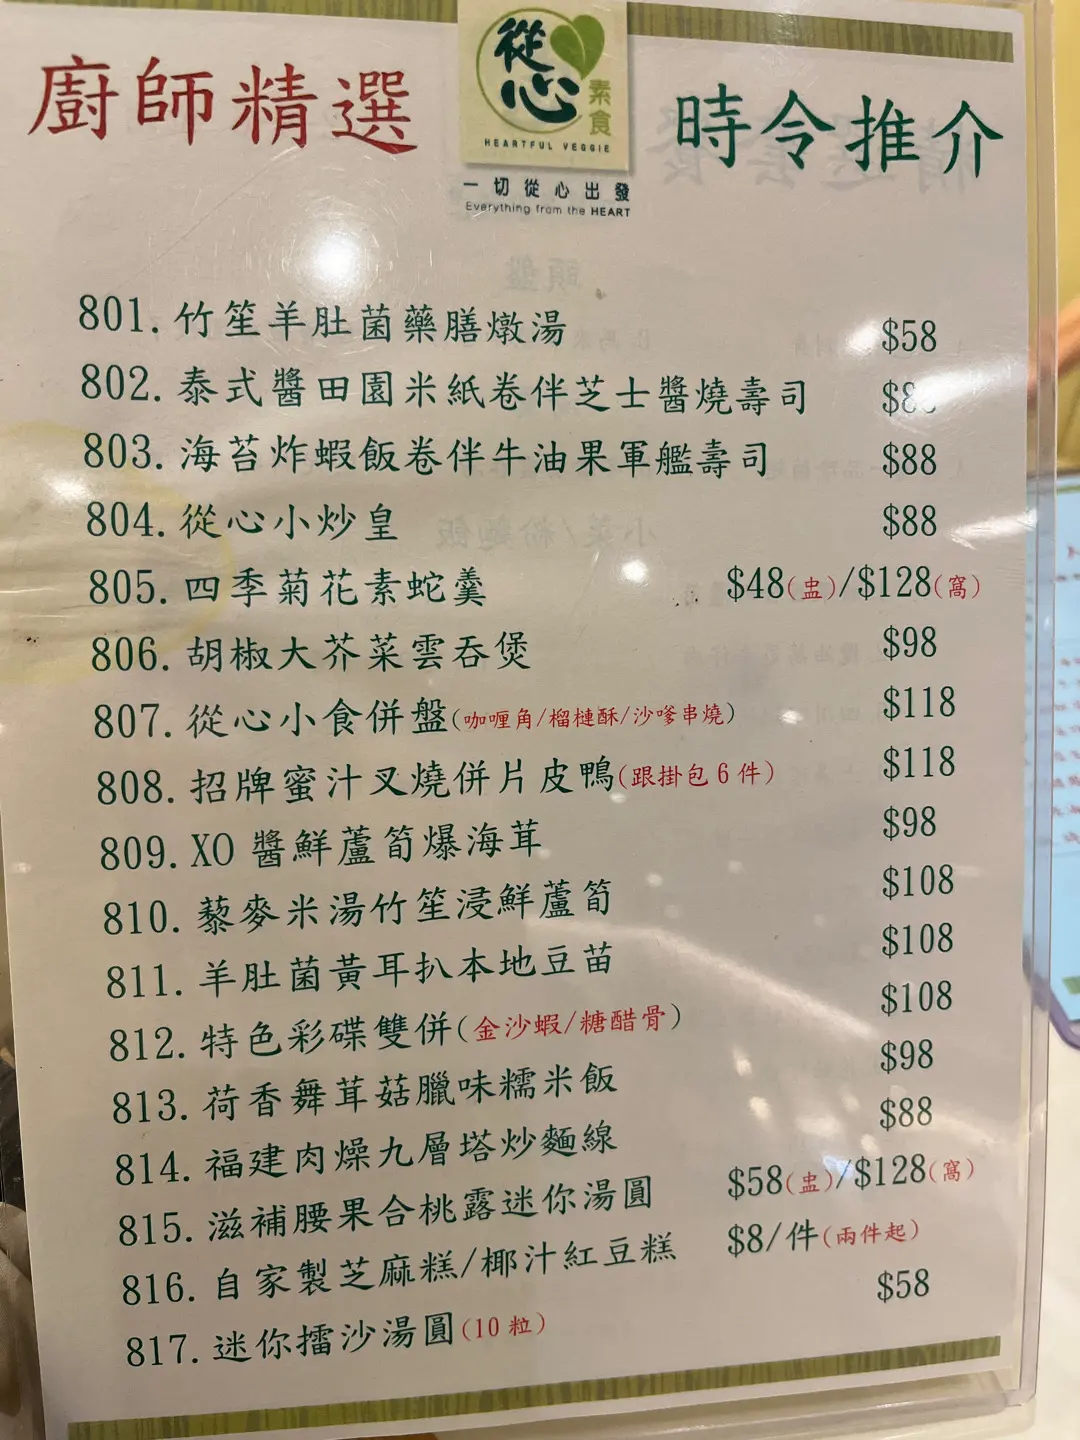 廚師精選
從心
素食
HEARTFUL VEGGIE
一切從心出發
Everything from the HEART
時令推介
801. 竹笙羊肚菌藥膳燉湯 $58
802. 泰式醬田園米紙卷伴芝士醬燒壽司
803. 海苔炸蝦飯卷伴牛油果軍艦壽司 $88
804. 從心小炒皇 $88
805. 四季菊花素蛇羹 $48(盅)/$128(窩)
806. 胡椒大芥菜雲吞煲 $98
807. 從心小食併盤(咖喱角/榴槤酥/沙嗲串燒) $118
808. 招牌蜜汁叉燒併片皮鴨(跟掛包6件) $118
809. XO 醬鮮蘆筍爆海茸 $98
810. 藜麥米湯竹笙浸鮮蘆筍 $108
811. 羊肚菌黃耳扒本地豆苗 $108
812. 特色彩碟雙併(金沙蝦/糖醋骨) $108
813. 荷香舞茸菇臘味糯米飯 $98
814. 福建肉燥九層塔炒麵線 $88
815. 滋補腰果合桃露迷你湯圓 $58(盅)/$128(窩)
816. 自家製芝麻糕/椰汁紅豆糕 $8/件(兩件起)
817. 迷你擂沙湯圓(10粒) $58